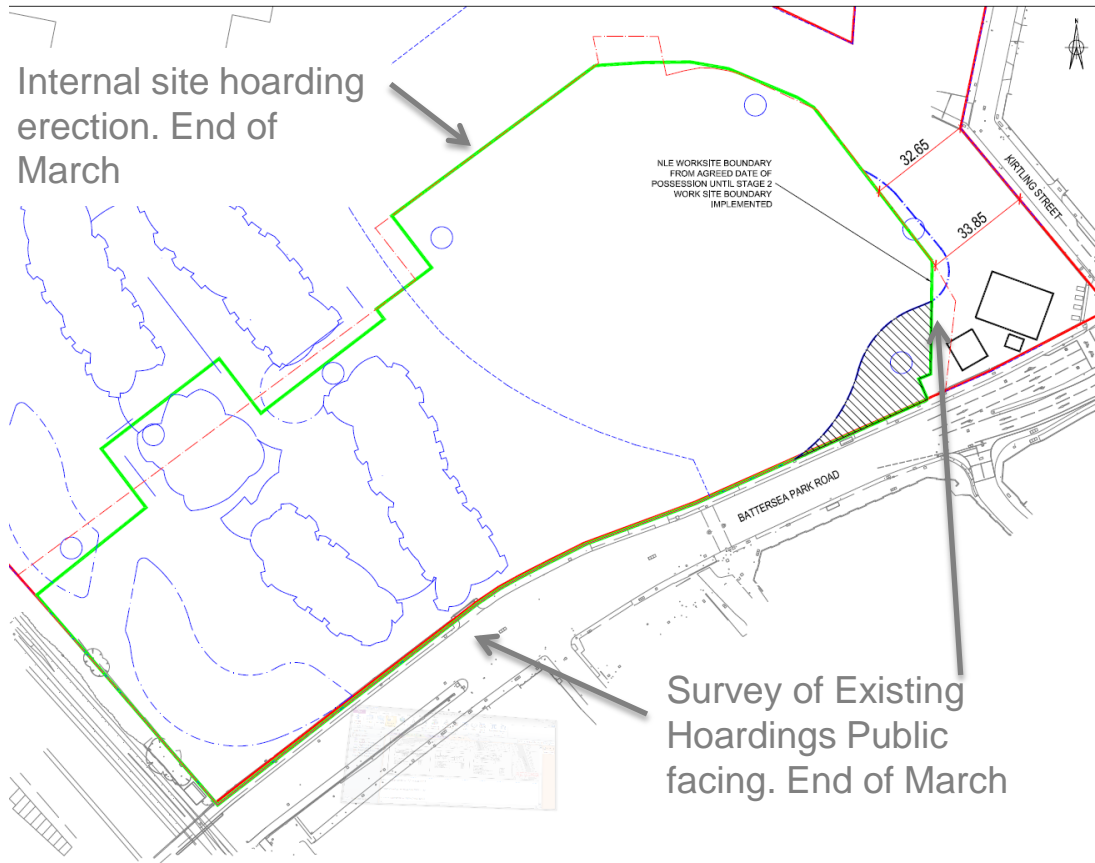 Internal site hoarding
erection. End of
March
N
NLE WORKSITE BOUNDARY
FROM AGREED DATE OF
POSSESSION UNTIL STAGE 2
WORK SITE BOUNDARY
IMPLEMENTED
32.65
33.85
KIRTLING STREET
BATTERSEA PARK ROAD
Survey of Existing
Hoardings Public
facing. End of March